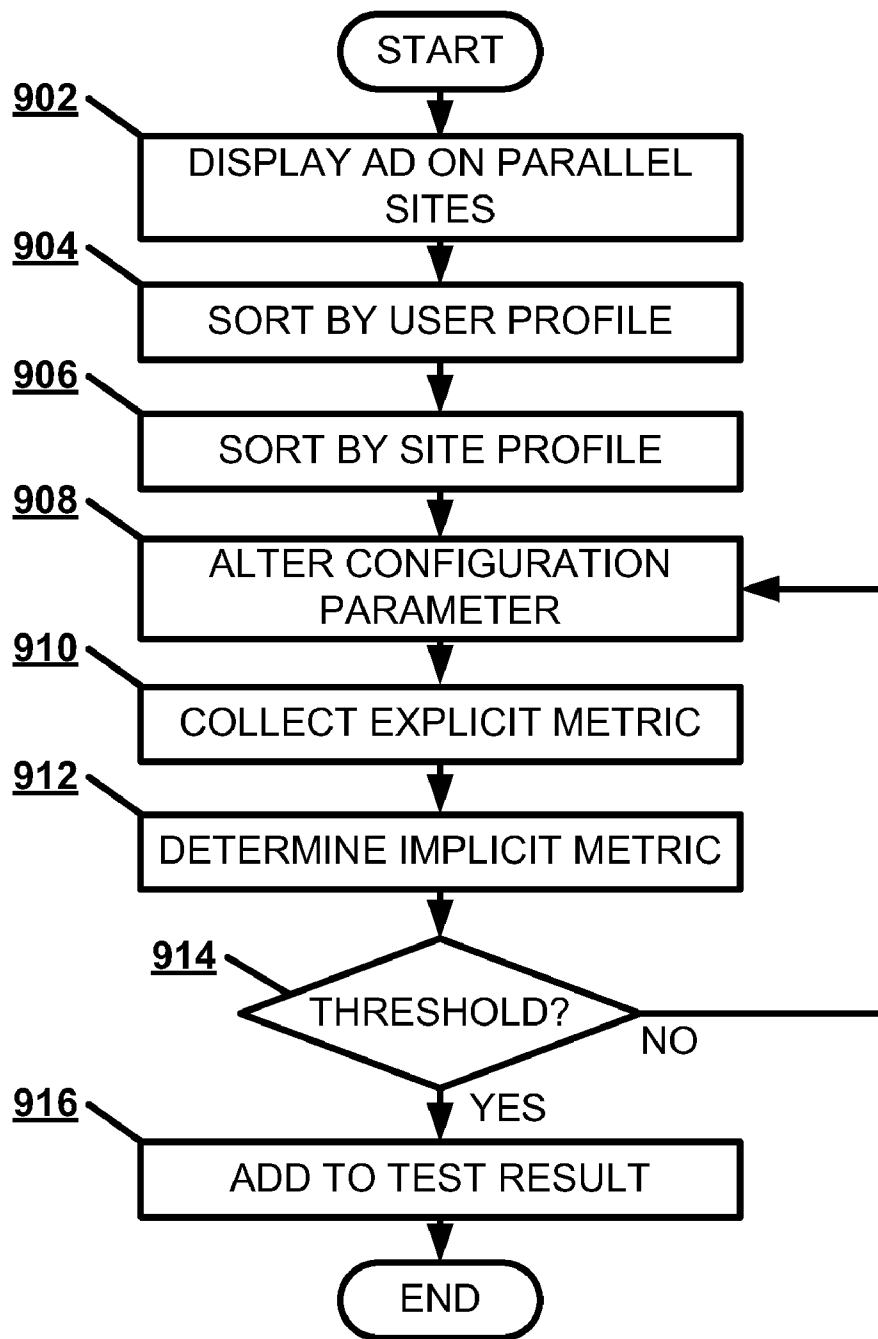 START
902
DISPLAY AD ON PARALLEL
SITES
904
SORT BY USER PROFILE
906
SORT BY SITE PROFILE
908
ALTER CONFIGURATION
PARAMETER
910
COLLECT EXPLICIT METRIC
912
DETERMINE IMPLICIT METRIC
914
THRESHOLD?
NO
YES
916
ADD TO TEST RESULT
END